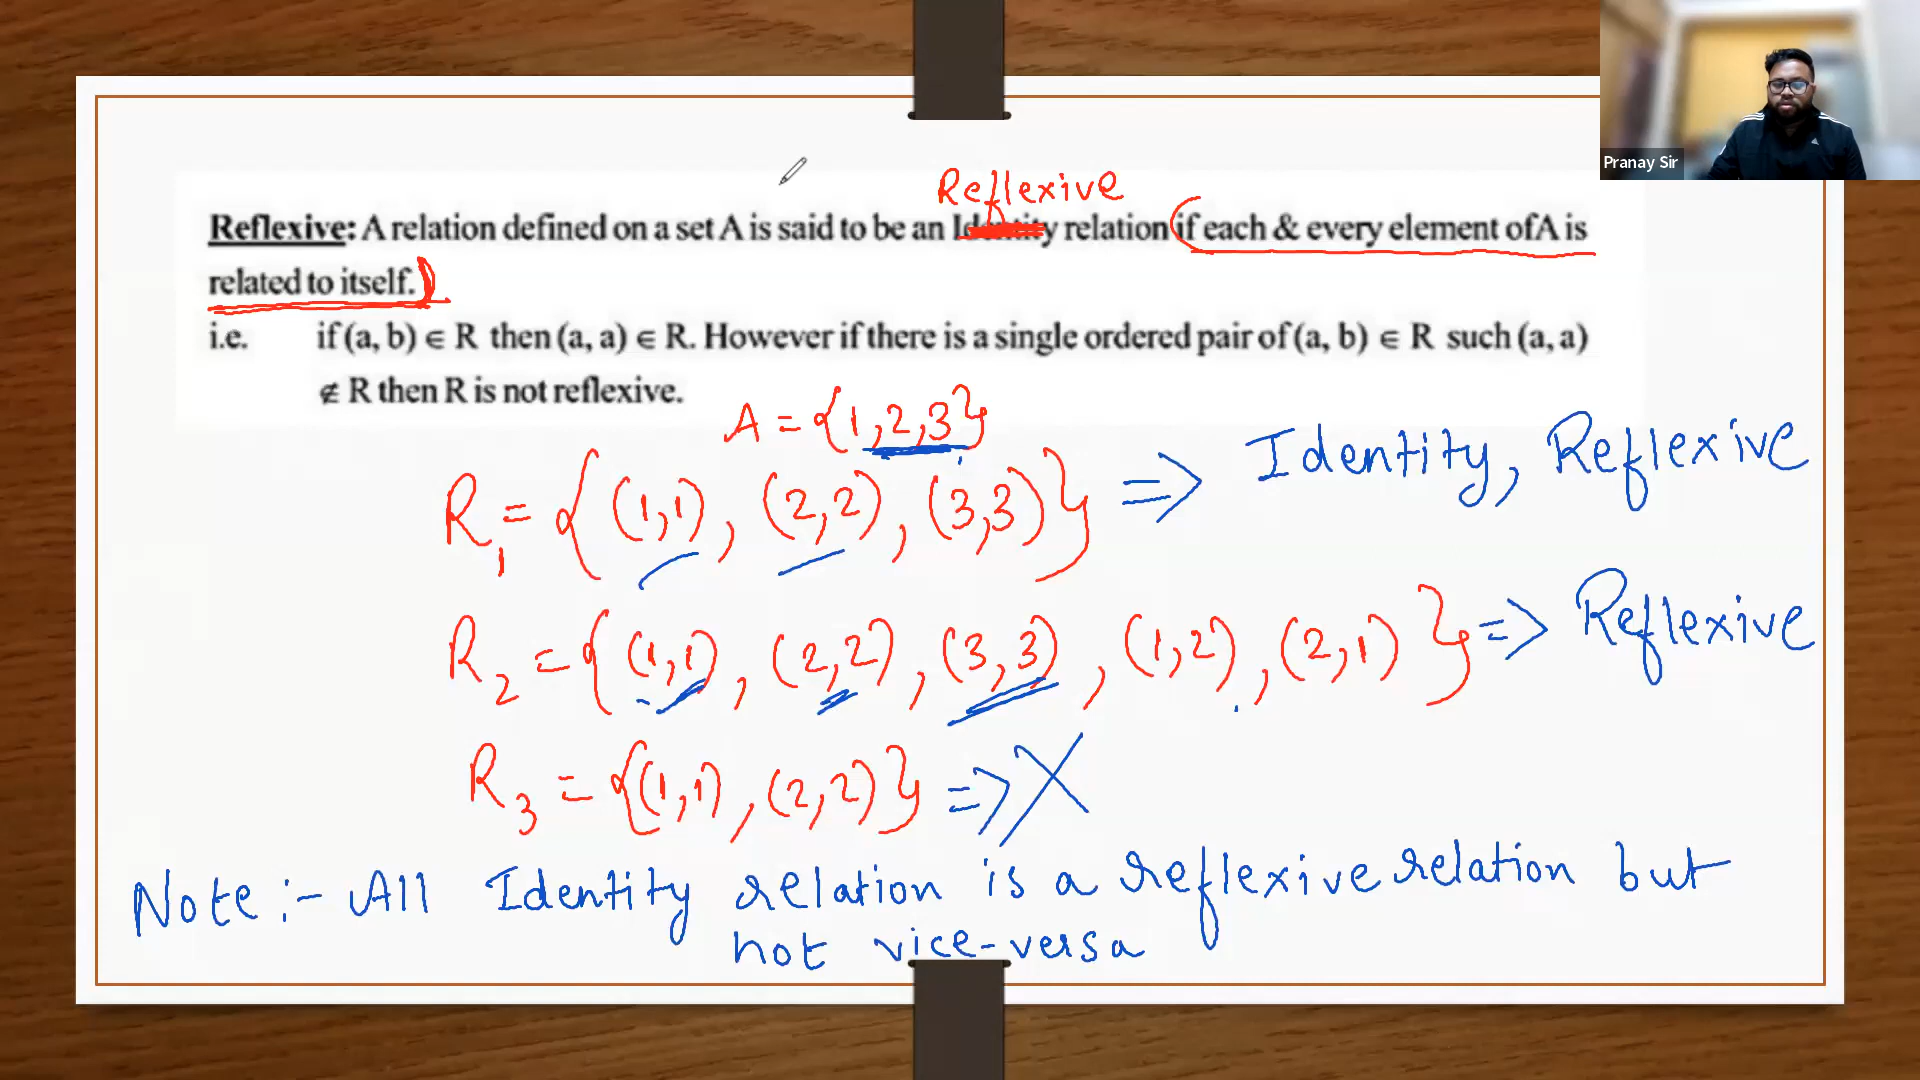 Pranay Sir
Reflexive
Reflexive: A relation defined on a set A is said to be an Identity relation if each & every element of A is
related to itself.
i.e. if (a, b) ∈ R then (a, a) ∈ R. However if there is a single ordered pair of (a, b) ∈ R such (a, a)
∉ R then R is not reflexive.
A = {1,2,3}
R₁ = {(1,1), (2,2), (3,3)} => Identity, Reflexive
R₂ = {(1,1), (2,2), (3,3), (1,2), (2,1)} => Reflexive
R₃ = {(1,1), (2,2)} => X
Note :- All Identity relation is a reflexive relation but
not vice-versa